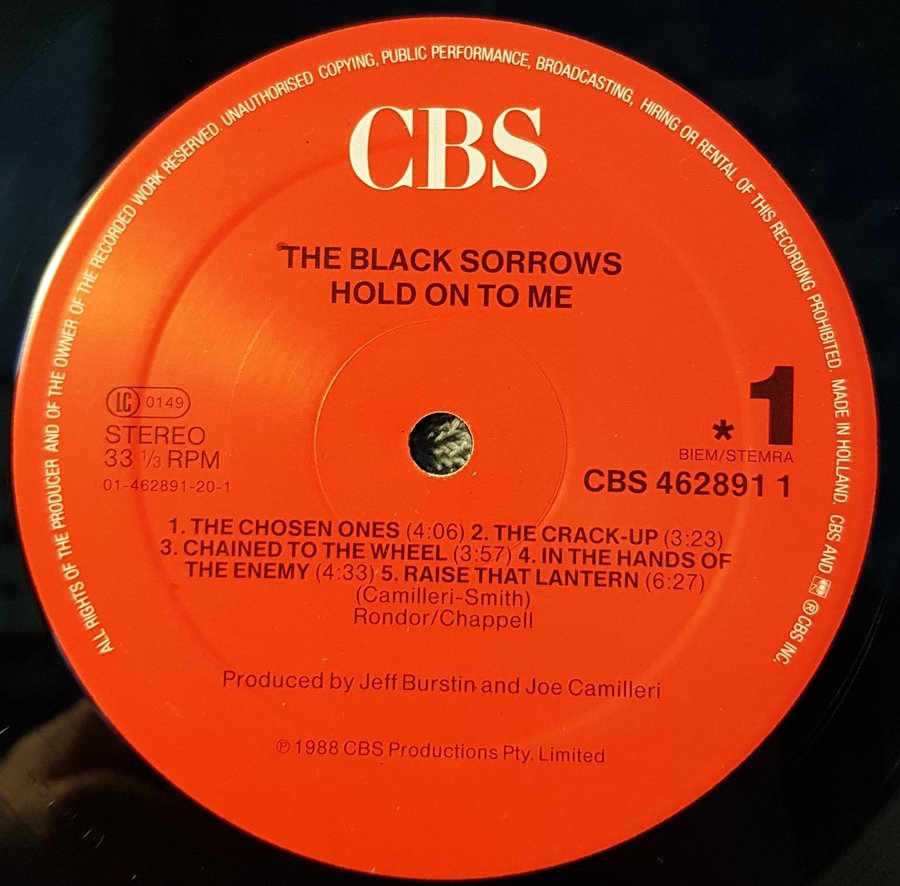 ALL RIGHTS OF THE PRODUCER AND OF THE OWNER OF THE RECORDED WORK RESERVED. UNAUTHORISED COPYING, PUBLIC PERFORMANCE, BROADCASTING, HIRING OR RENTAL OF THIS RECORDING PROHIBITED. MADE IN HOLLAND. CBS AND ® CBS INC.
CBS
THE BLACK SORROWS
HOLD ON TO ME
LC 0149
STEREO
33 1/3 RPM
01-462891-20-1
* 1
BIEM/STEMRA
CBS 462891 1
1. THE CHOSEN ONES (4:06) 2. THE CRACK-UP (3:23)
3. CHAINED TO THE WHEEL (3:57) 4. IN THE HANDS OF
THE ENEMY (4:33) 5. RAISE THAT LANTERN (6:27)
(Camilleri-Smith)
Rondor/Chappell
Produced by Jeff Burstin and Joe Camilleri
℗ 1988 CBS Productions Pty. Limited